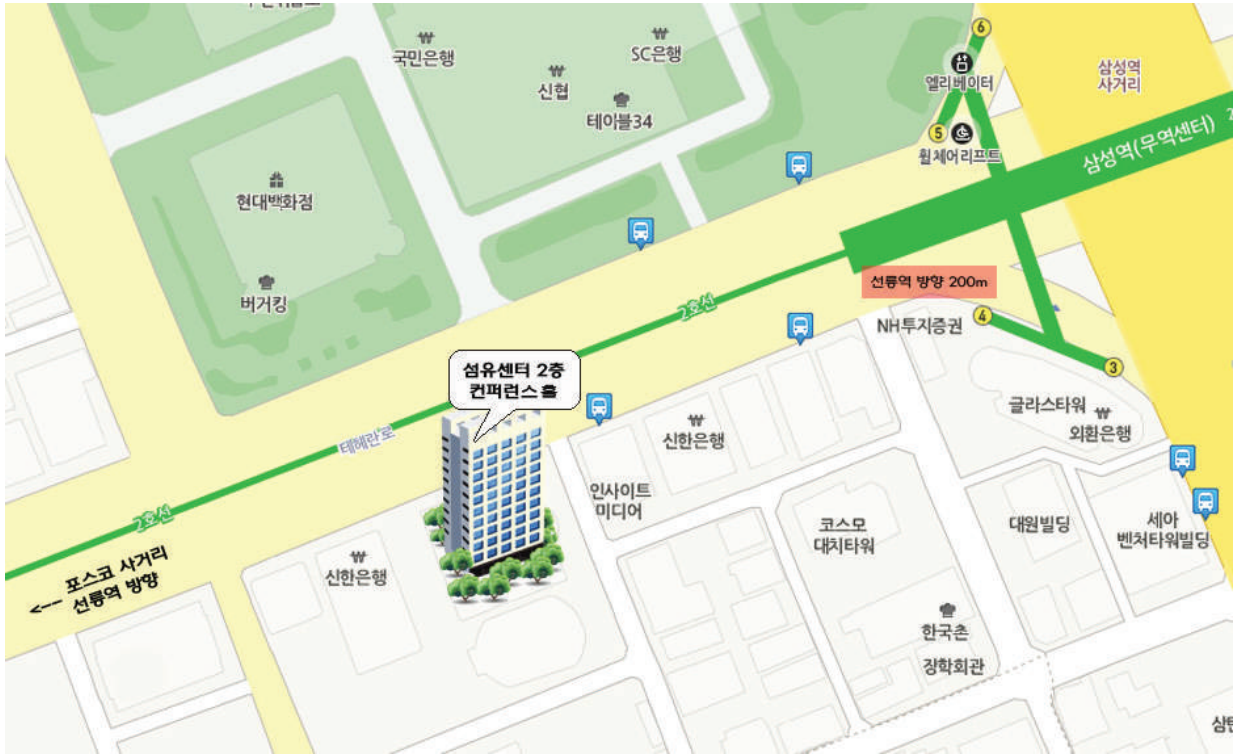 국민은행
SC은행
신협
테이블34
현대백화점
버거킹
6
엘리베이터
5
휠체어리프트
삼성역
사거리
삼성역(무역센터)
2
선릉역 방향 200m
2호선
NH투자증권
4
3
글라스타워
외환은행
섬유센터 2층
컨퍼런스 홀
테헤란로
신한은행
인사이트
미디어
코스모
대치타워
대원빌딩
세아
벤처타워빌딩
2호선
포스코 사거리
<-- 선릉역 방향
신한은행
한국촌
장학회관
삼탄